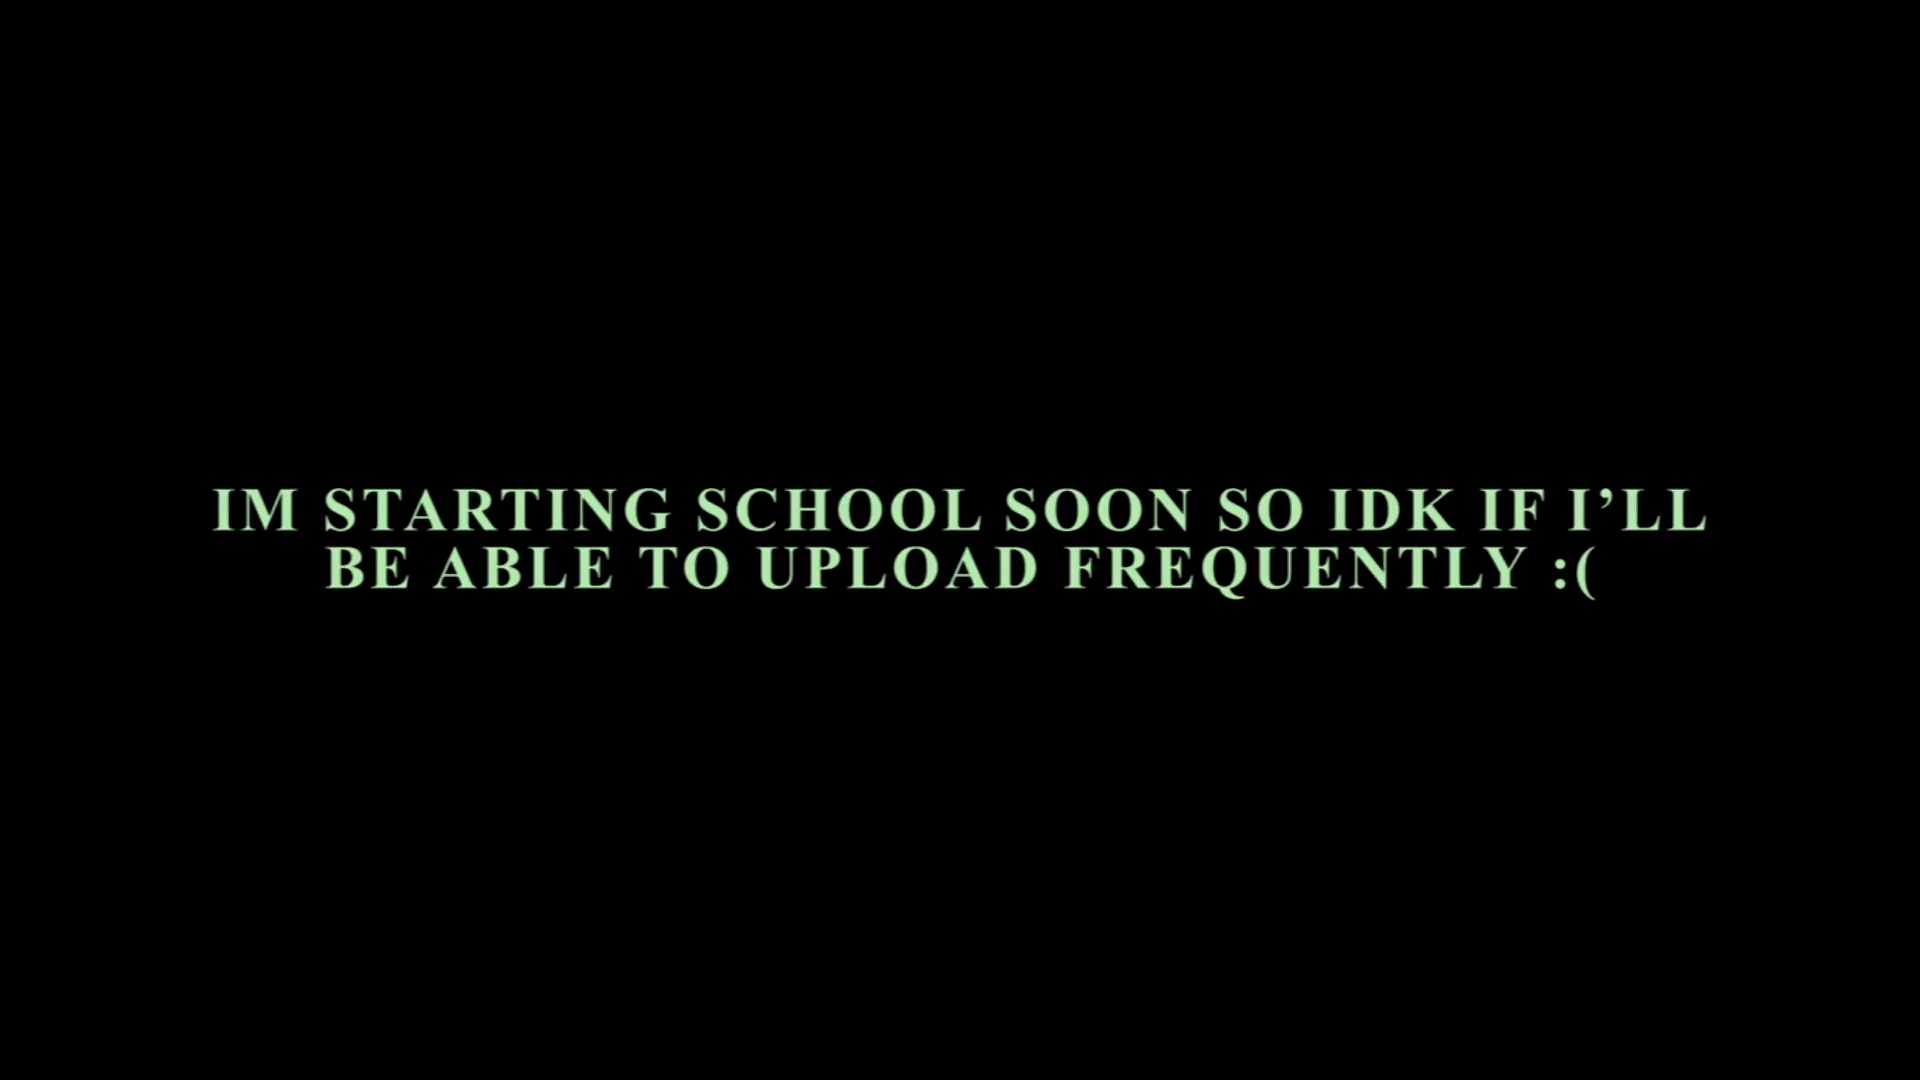 IM STARTING SCHOOL SOON SO IDK IF I’LL
BE ABLE TO UPLOAD FREQUENTLY :(